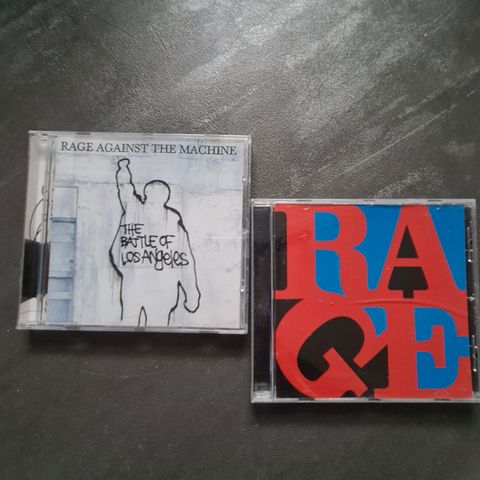 RAGE AGAINST THE MACHINE
THE
BATTLE OF
LOS ANGELES
RA
GE